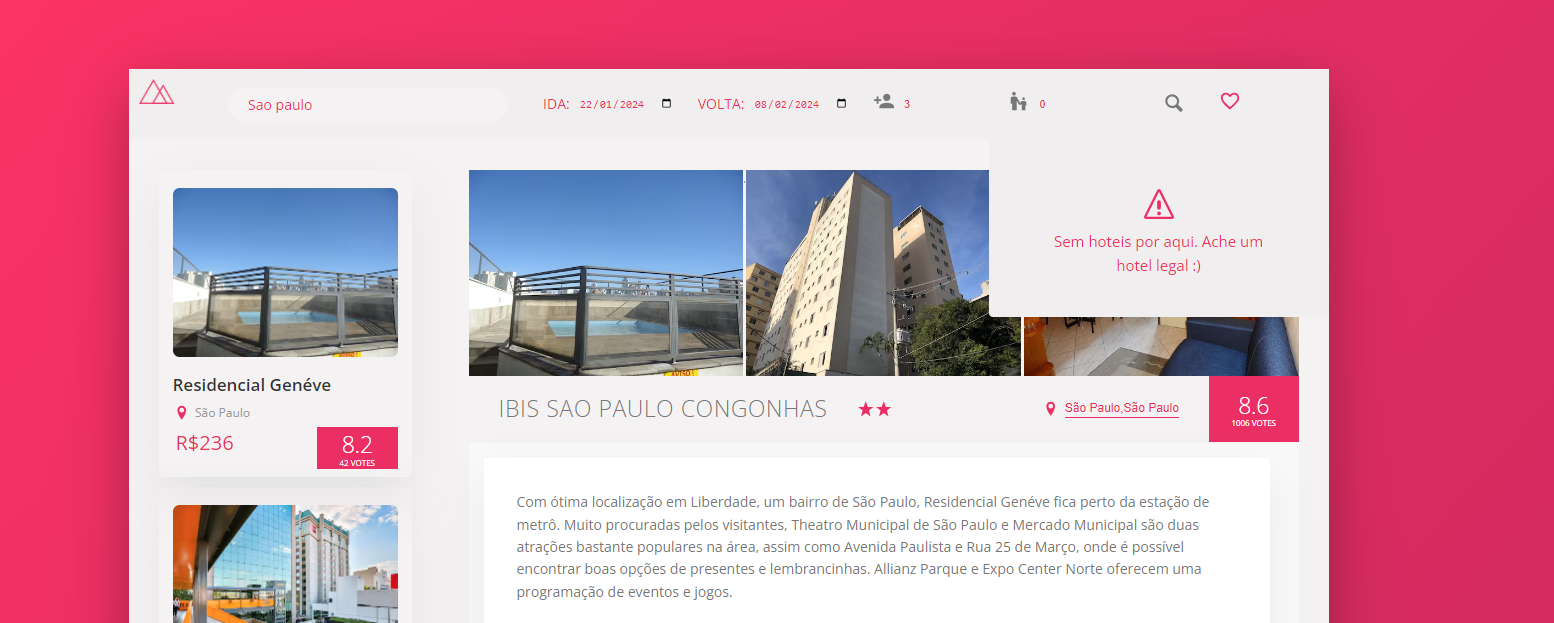 Sao paulo
IDA: 22/01/2024
VOLTA: 08/02/2024
3
0
Sem hoteis por aqui. Ache um
hotel legal :)
AVISO!
Residencial Genéve
São Paulo
R$236
8.2
42 VOTES
AVISO!
IBIS SAO PAULO CONGONHAS
São Paulo,São Paulo
8.6
1006 VOTES
Com ótima localização em Liberdade, um bairro de São Paulo, Residencial Genéve fica perto da estação de
metrô. Muito procuradas pelos visitantes, Theatro Municipal de São Paulo e Mercado Municipal são duas
atrações bastante populares na área, assim como Avenida Paulista e Rua 25 de Março, onde é possível
encontrar boas opções de presentes e lembrancinhas. Allianz Parque e Expo Center Norte oferecem uma
programação de eventos e jogos.